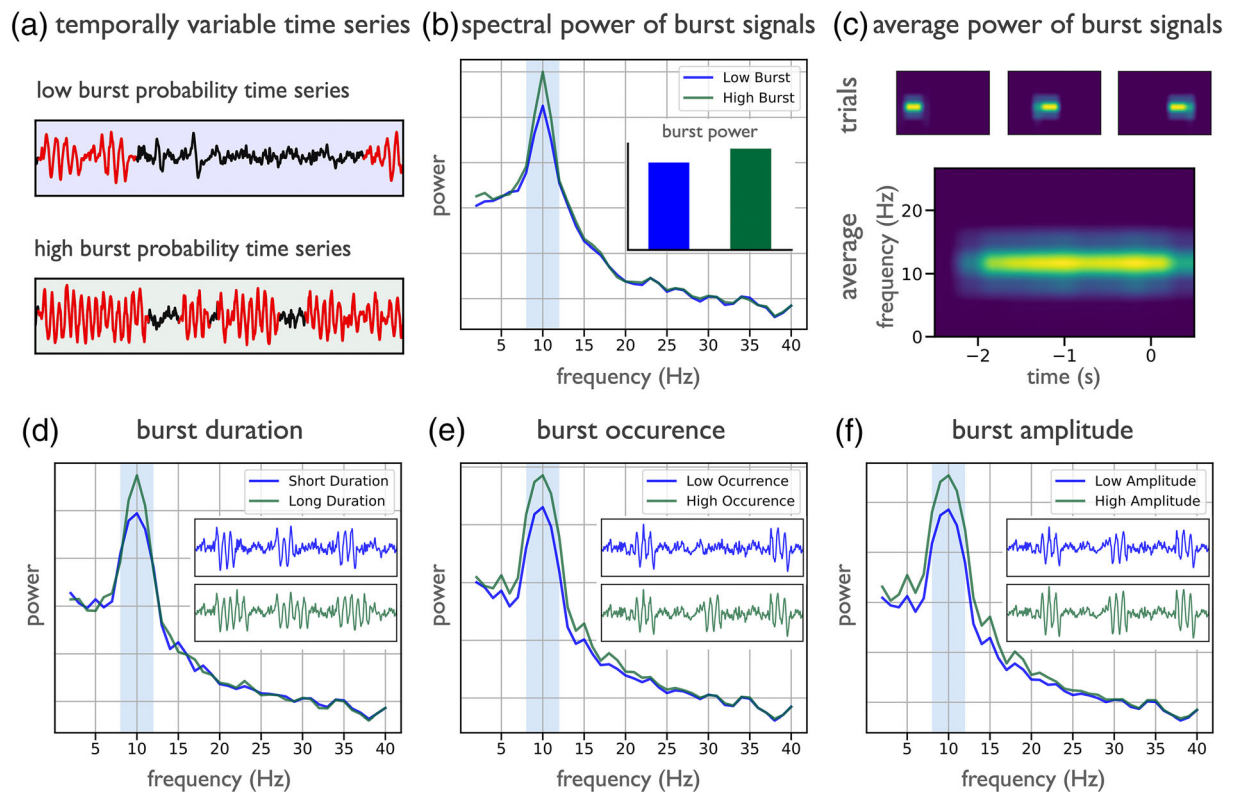 (a) temporally variable time series
low burst probability time series
high burst probability time series
(b) spectral power of burst signals
Low Burst
High Burst
burst power
power
5 10 15 20 25 30 35 40
frequency (Hz)
(c) average power of burst signals
trials
average
frequency (Hz)
20
10
0
−2 −1 0
time (s)
(d) burst duration
Short Duration
Long Duration
power
5 10 15 20 25 30 35 40
frequency (Hz)
(e) burst occurence
Low Ocurrence
High Occurence
power
5 10 15 20 25 30 35 40
frequency (Hz)
(f) burst amplitude
Low Amplitude
High Amplitude
power
5 10 15 20 25 30 35 40
frequency (Hz)